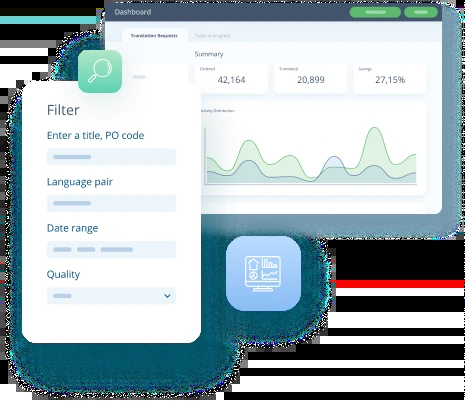 Dashboard
Translation Requests
Tasks in progress
Summary
Ordered
Translated
Savings
42,164
20,899
27,15%
Activity Distribution
Filter
Enter a title, PO code
Language pair
Date range
Quality